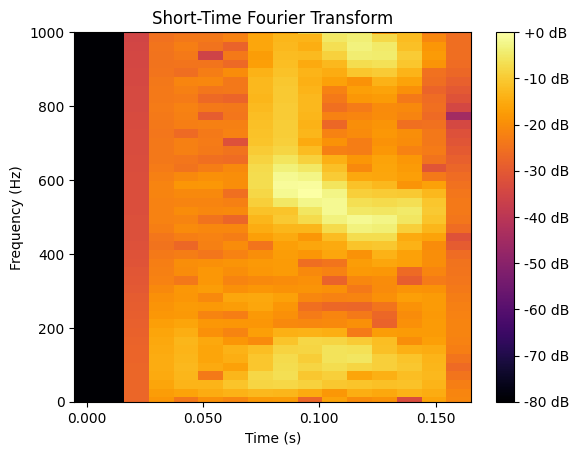 Short-Time Fourier Transform
1000
800
600
400
200
0
Frequency (Hz)
0.000
0.050
0.100
0.150
Time (s)
+0 dB
-10 dB
-20 dB
-30 dB
-40 dB
-50 dB
-60 dB
-70 dB
-80 dB